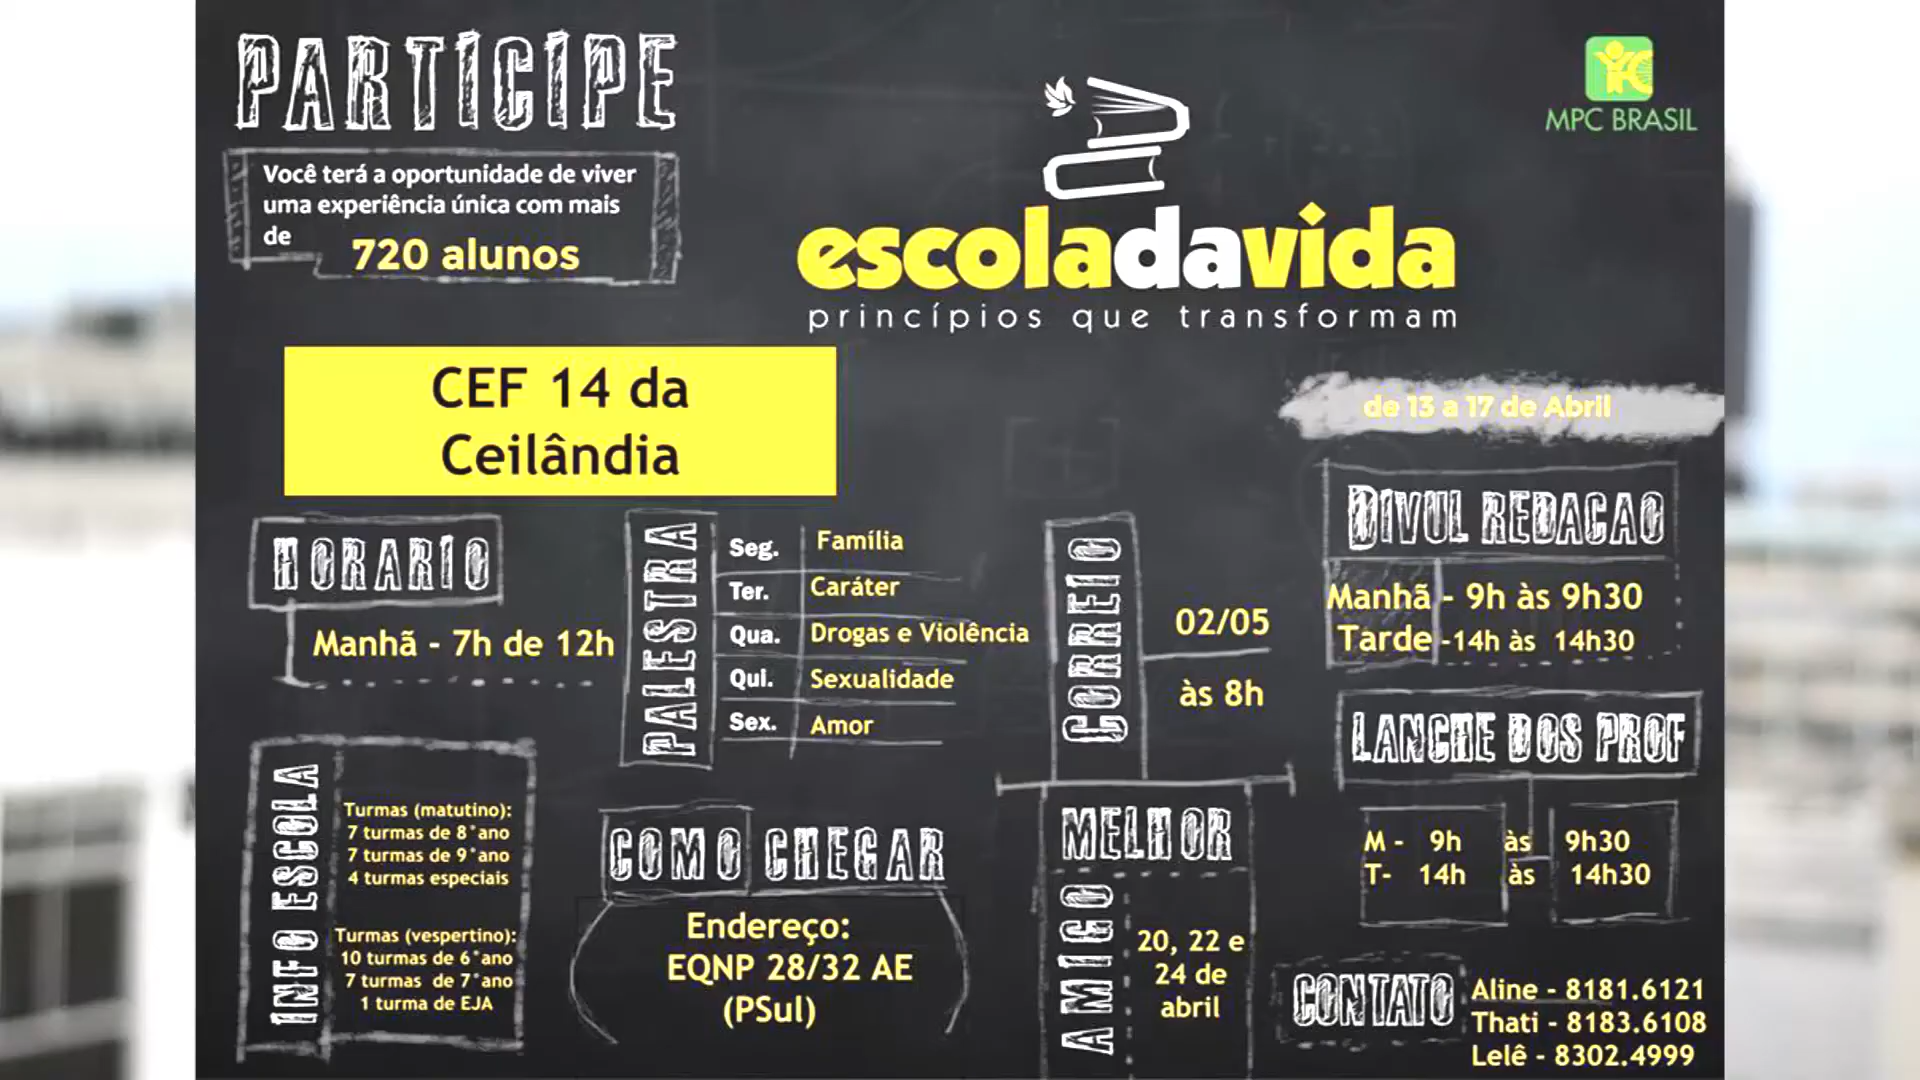 PARTICIPE
Você terá a oportunidade de viver
uma experiência única com mais
de
720 alunos
MPC BRASIL
escoladavida
princípios que transformam
CEF 14 da
Ceilândia
de 13 a 17 de Abril
HORARIO
Manhã - 7h de 12h
PALESTRA
Seg. Família
Ter. Caráter
Qua. Drogas e Violência
Qui. Sexualidade
Sex. Amor
CORREIO
02/05
às 8h
DIVUL REDACAO
Manhã - 9h às 9h30
Tarde -14h às 14h30
LANCHE DOS PROF
M - 9h às 9h30
T- 14h às 14h30
INFO ESCOLA
Turmas (matutino):
7 turmas de 8°ano
7 turmas de 9°ano
4 turmas especiais
Turmas (vespertino):
10 turmas de 6°ano
7 turmas de 7°ano
1 turma de EJA
COMO CHEGAR
Endereço:
EQNP 28/32 AE
(PSul)
MELHOR
AMIGO
20, 22 e
24 de
abril
CONTATO
Aline - 8181.6121
Thati - 8183.6108
Lelê - 8302.4999